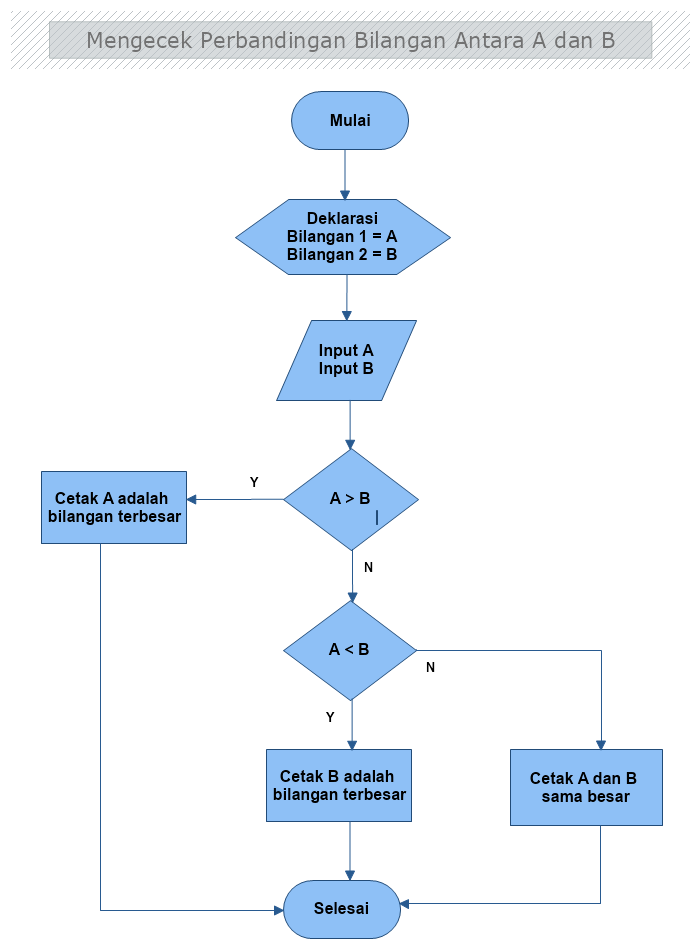 Mengecek Perbandingan Bilangan Antara A dan B
Mulai
Deklarasi
Bilangan 1 = A
Bilangan 2 = B
Input A
Input B
A > B
Y
Cetak A adalah
bilangan terbesar
N
A < B
N
Y
Cetak B adalah
bilangan terbesar
Cetak A dan B
sama besar
Selesai